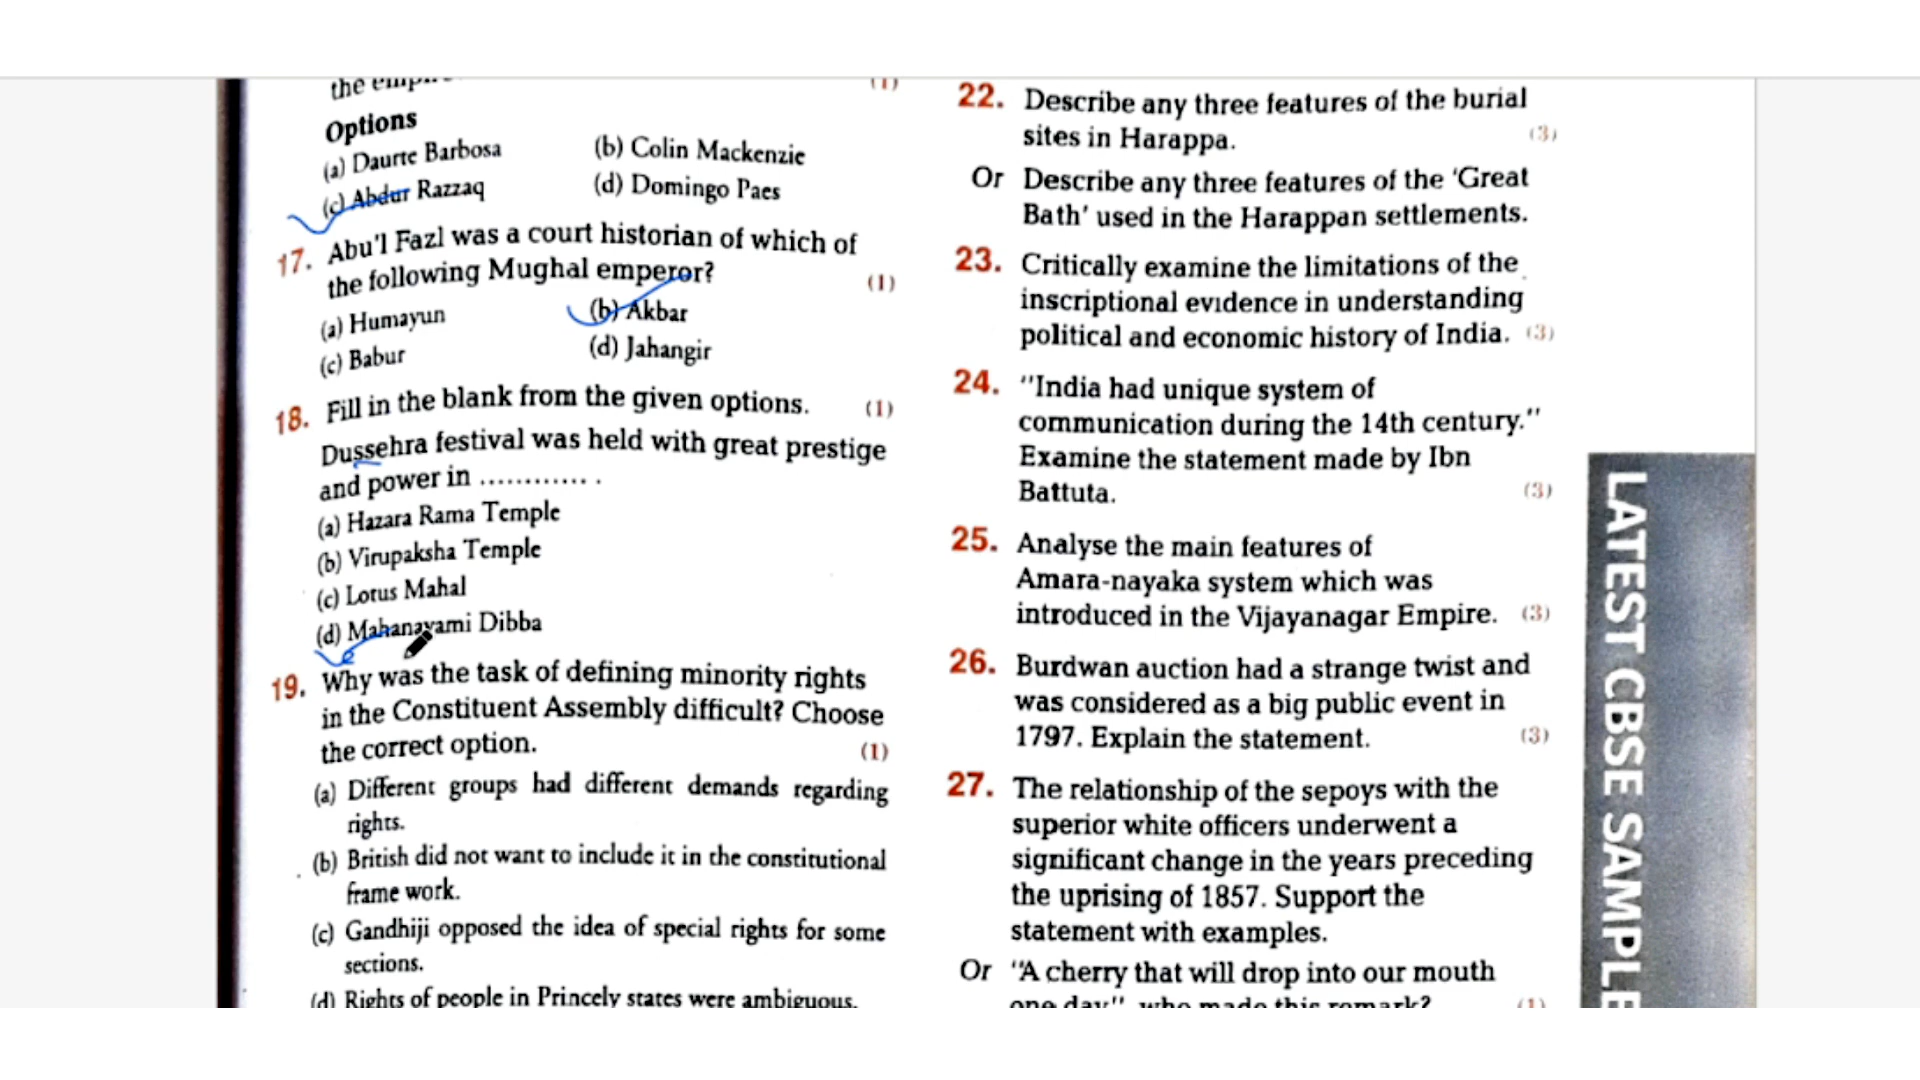 the
(1)
Options
(a) Daurte Barbosa (b) Colin Mackenzie
(c) Abdur Razzaq (d) Domingo Paes
17. Abu'l Fazl was a court historian of which of
the following Mughal emperor? (1)
(a) Humayun (b) Akbar
(c) Babur (d) Jahangir
18. Fill in the blank from the given options. (1)
Dussehra festival was held with great prestige
and power in ............ .
(a) Hazara Rama Temple
(b) Virupaksha Temple
(c) Lotus Mahal
(d) Mahanavami Dibba
19. Why was the task of defining minority rights
in the Constituent Assembly difficult? Choose
the correct option. (1)
(a) Different groups had different demands regarding
rights.
(b) British did not want to include it in the constitutional
frame work.
(c) Gandhiji opposed the idea of special rights for some
sections.
(d) Rights of people in Princely states were ambiguous.
22. Describe any three features of the burial
sites in Harappa. (3)
Or Describe any three features of the 'Great
Bath' used in the Harappan settlements.
23. Critically examine the limitations of the
inscriptional evidence in understanding
political and economic history of India. (3)
24. "India had unique system of
communication during the 14th century."
Examine the statement made by Ibn
Battuta. (3)
25. Analyse the main features of
Amara-nayaka system which was
introduced in the Vijayanagar Empire. (3)
26. Burdwan auction had a strange twist and
was considered as a big public event in
1797. Explain the statement. (3)
27. The relationship of the sepoys with the
superior white officers underwent a
significant change in the years preceding
the uprising of 1857. Support the
statement with examples.
Or "A cherry that will drop into our mouth
one day", who made this remark? (1)
LATEST CBSE SAMPLE